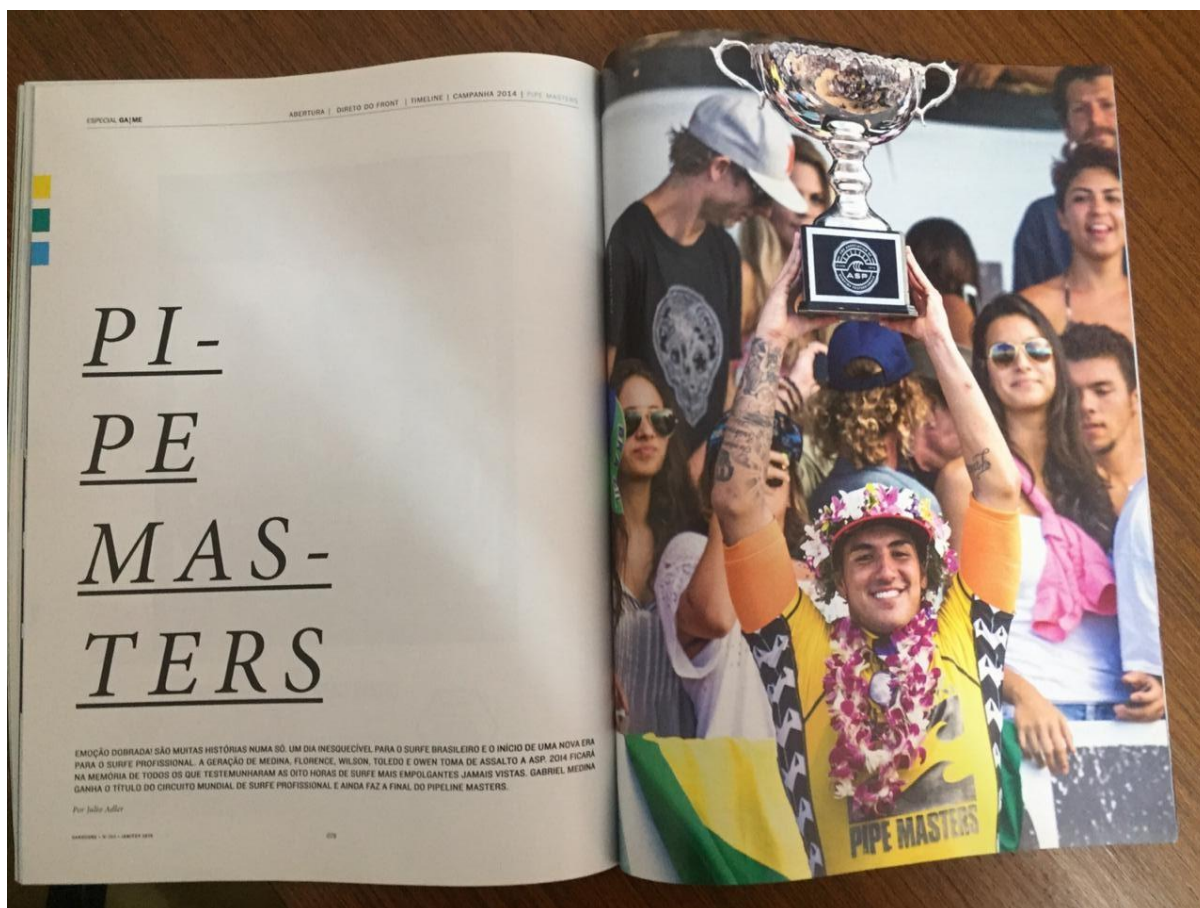 ESPECIAL GA|ME
ABERTURA | DIRETO DO FRONT | TIMELINE | CAMPANHA 2014 | PIPE MASTERS
PI-
PE
MAS-
TERS
EMOÇÃO DOBRADA! SÃO MUITAS HISTÓRIAS NUMA SÓ. UM DIA INESQUECÍVEL PARA O SURFE BRASILEIRO E O INÍCIO DE UMA NOVA ERA
PARA O SURFE PROFISSIONAL. A GERAÇÃO DE MEDINA, FLORENCE, WILSON, TOLEDO E OWEN TOMA DE ASSALTO A ASP. 2014 FICARÁ
NA MEMÓRIA DE TODOS OS QUE TESTEMUNHARAM AS OITO HORAS DE SURFE MAIS EMPOLGANTES JAMAIS VISTAS. GABRIEL MEDINA
GANHA O TÍTULO DO CIRCUITO MUNDIAL DE SURFE PROFISSIONAL E AINDA FAZ A FINAL DO PIPELINE MASTERS.
Por Júlio Adler
ASP
PIPE MASTERS